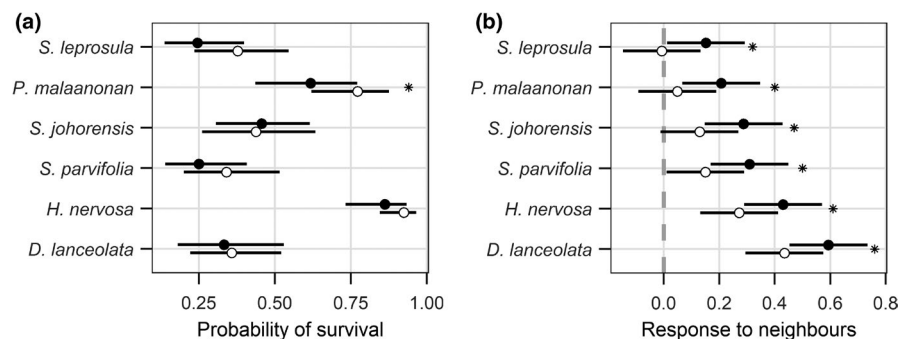 (a)
S. leprosula
P. malaanonan
*
S. johorensis
S. parvifolia
H. nervosa
D. lanceolata
0.25 0.50 0.75 1.00
Probability of survival
(b)
S. leprosula *
P. malaanonan *
S. johorensis *
S. parvifolia *
H. nervosa *
D. lanceolata *
0.0 0.2 0.4 0.6 0.8
Response to neighbours